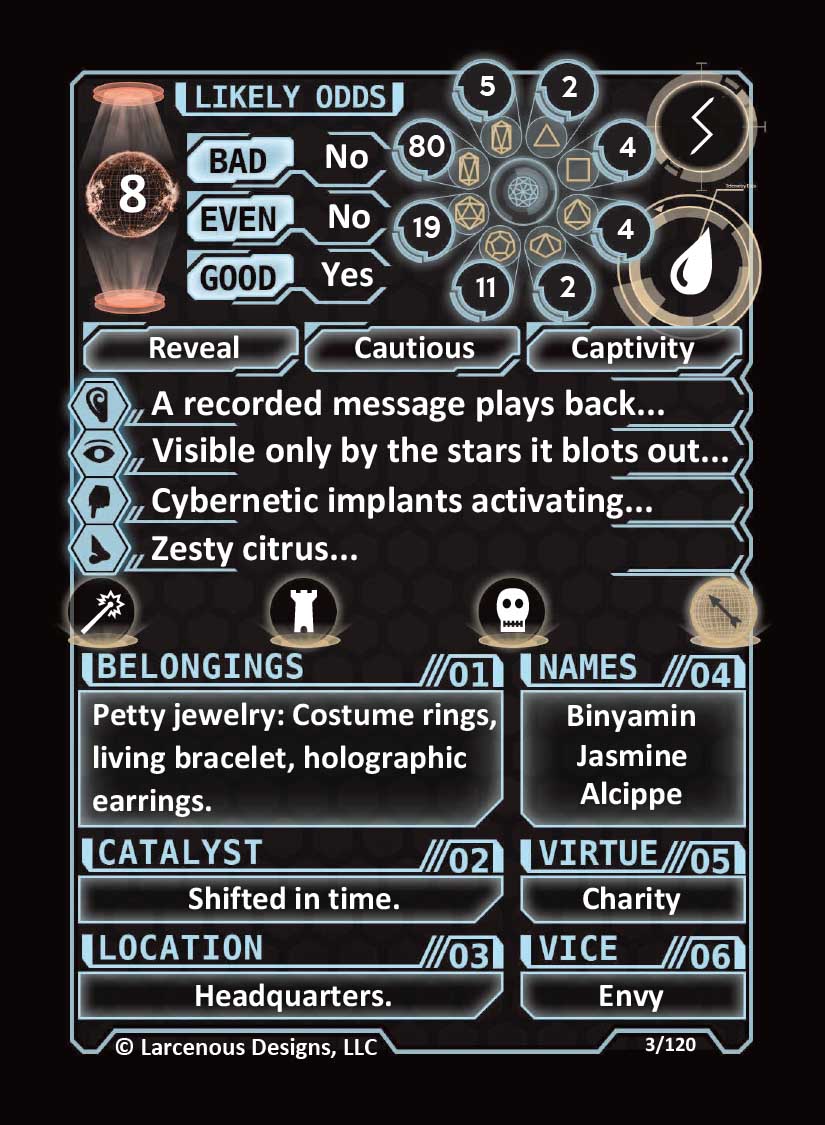 LIKELY ODDS
8
BAD No
EVEN No
GOOD Yes
5
2
80
4
19
4
11
2
Telemetry Data
Reveal Cautious Captivity
A recorded message plays back...
Visible only by the stars it blots out...
Cybernetic implants activating...
Zesty citrus...
BELONGINGS ///01
Petty jewelry: Costume rings,
living bracelet, holographic
earrings.
NAMES ///04
Binyamin
Jasmine
Alcippe
CATALYST ///02
Shifted in time.
VIRTUE ///05
Charity
LOCATION ///03
Headquarters.
VICE ///06
Envy
© Larcenous Designs, LLC
3/120